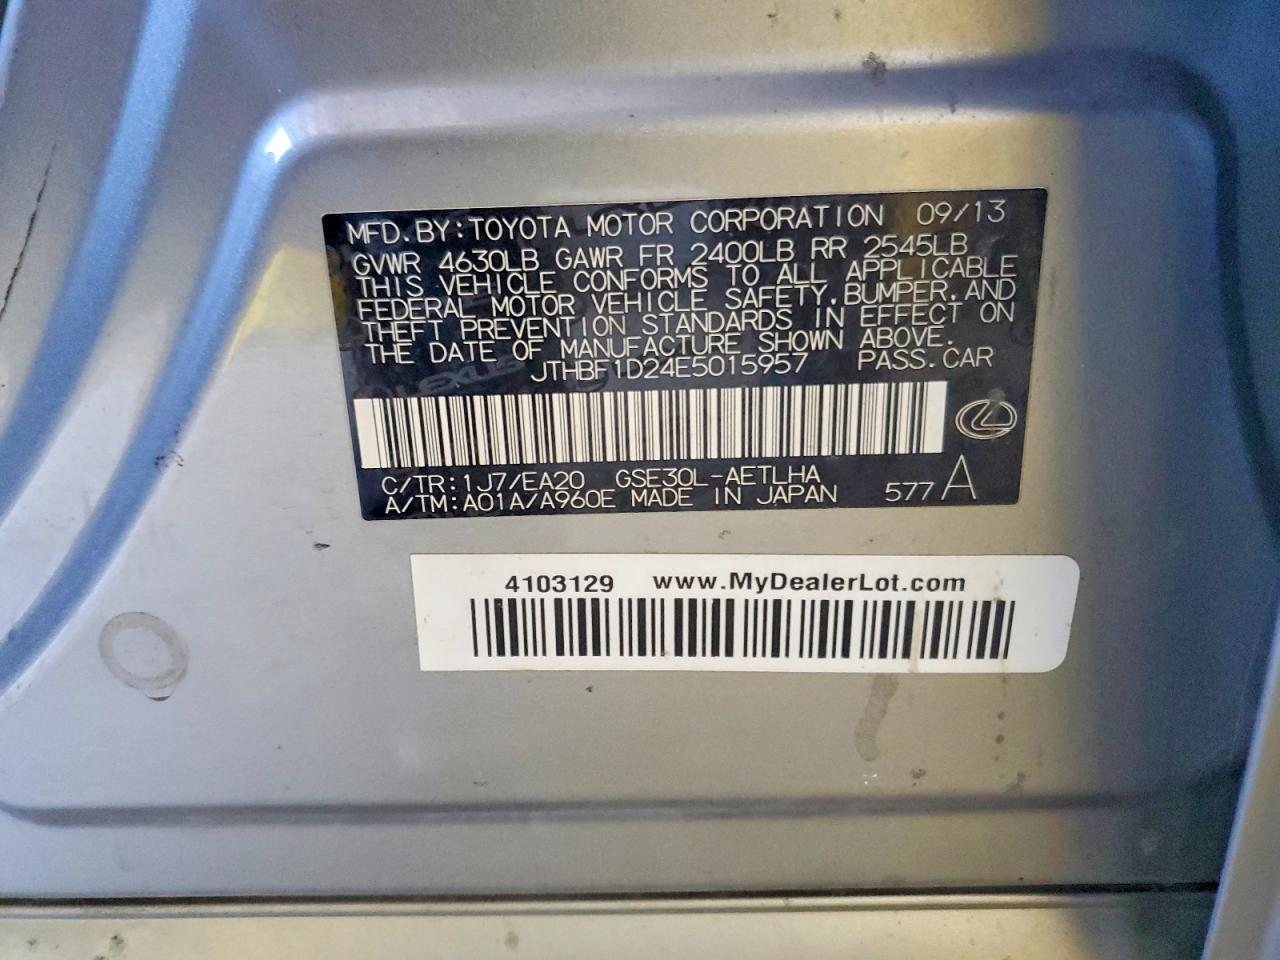 MFD.BY:TOYOTA MOTOR CORPORATION 09/13
GVWR 4630LB GAWR FR 2400LB RR 2545LB
THIS VEHICLE CONFORMS TO ALL APPLICABLE
FEDERAL MOTOR VEHICLE SAFETY,BUMPER,AND
THEFT PREVENTION STANDARDS IN EFFECT ON
THE DATE OF MANUFACTURE SHOWN ABOVE.
JTHBF1D24E5015957 PASS.CAR
LEXUS
C/TR:1J7/EA20 GSE30L-AETLHA
A/TM:A01A/A960E MADE IN JAPAN 577 A
4103129 www.MyDealerLot.com